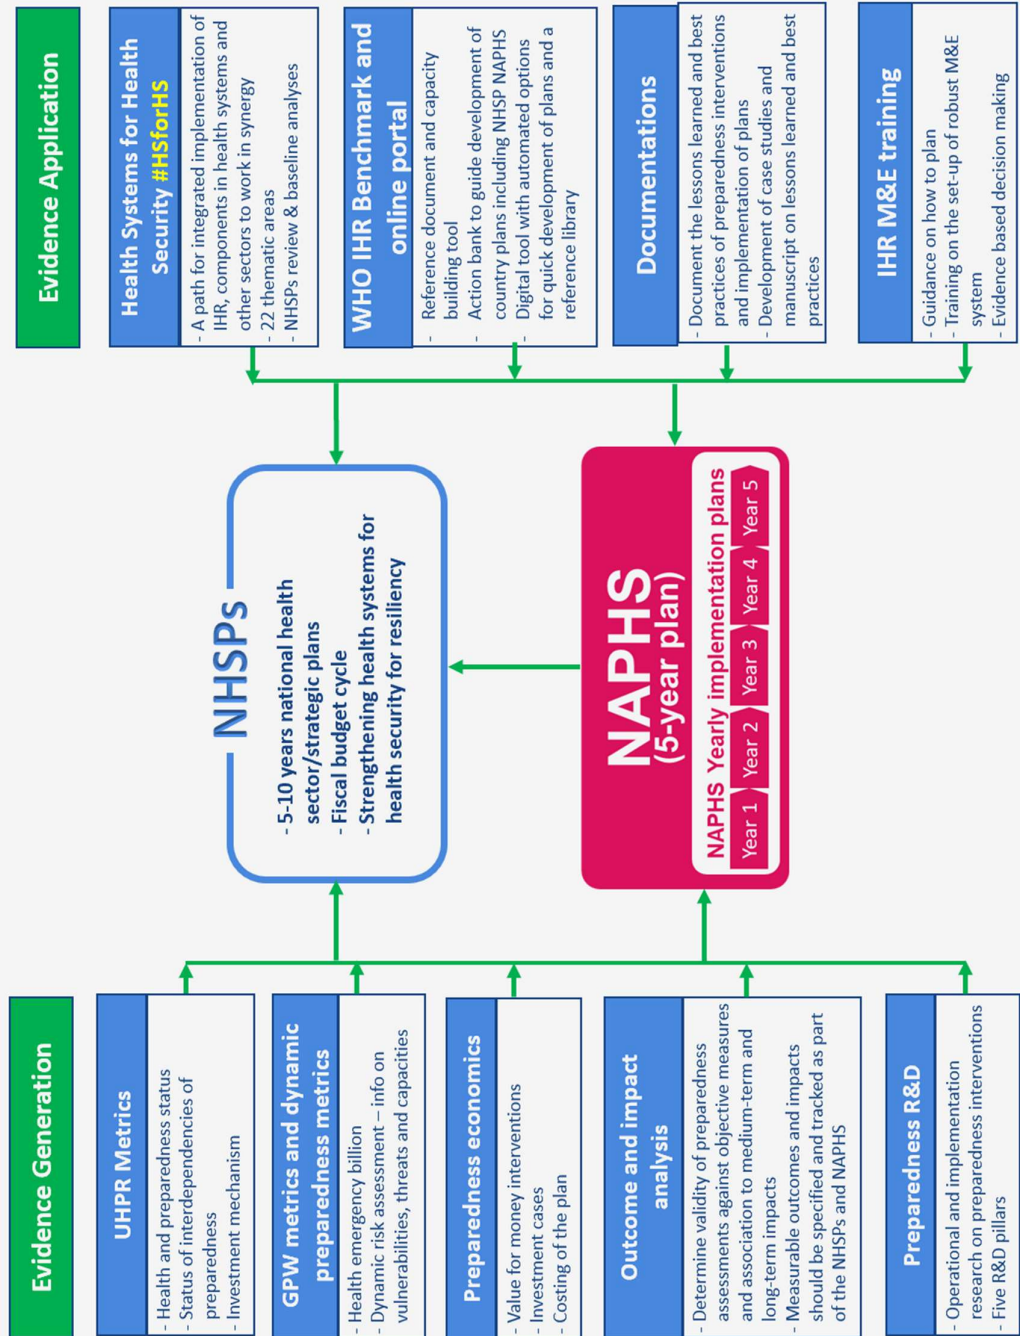 Evidence Generation
UHPR Metrics
- Health and preparedness status
- Status of interdependencies of
preparedness
- Investment mechanism
GPW metrics and dynamic
preparedness metrics
- Health emergency billion
- Dynamic risk assessment – info on
vulnerabilities, threats and capacities
Preparedness economics
- Value for money interventions
- Investment cases
- Costing of the plan
Outcome and impact
analysis
- Determine validity of preparedness
assessments against objective measures
and association to medium-term and
long-term impacts
- Measurable outcomes and impacts
should be specified and tracked as part
of the NHSPs and NAPHS
Preparedness R&D
- Operational and implementation
research on preparedness interventions
- Five R&D pillars
NHSPs
- 5-10 years national health
sector/strategic plans
- Fiscal budget cycle
- Strengthening health systems for
health security for resiliency
NAPHS
(5-year plan)
NAPHS Yearly implementation plans
Year 1 Year 2 Year 3 Year 4 Year 5
Evidence Application
Health Systems for Health
Security #HSforHS
- A path for integrated implementation of
IHR, components in health systems and
other sectors to work in synergy
- 22 thematic areas
- NHSPs review & baseline analyses
WHO IHR Benchmark and
online portal
- Reference document and capacity
building tool
- Action bank to guide development of
country plans including NHSP NAPHS
- Digital tool with automated options
for quick development of plans and a
reference library
Documentations
- Document the lessons learned and best
practices of preparedness interventions
and implementation of plans
- Development of case studies and
manuscript on lessons learned and best
practices
IHR M&E training
- Guidance on how to plan
- Training on the set-up of robust M&E
system
- Evidence based decision making